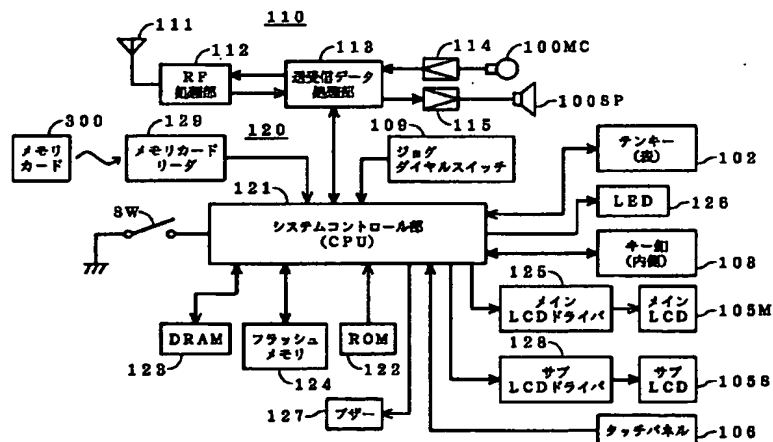 110
111
112
113
114
100MC
RF
処理部
送受信データ
処理部
100SP
115
300
129
120
109
メモリ
カード
メモリカード
リーダ
ジョグ
ダイヤルスイッチ
テンキー
(表)
102
121
SW
システムコントロール部
(CPU)
LED
126
キー釦
(内側)
108
125
メイン
LCDドライバ
メイン
LCD
105M
DRAM
123
フラッシュ
メモリ
124
ROM
122
128
サブ
LCDドライバ
サブ
LCD
105S
127
ブザー
タッチパネル
106